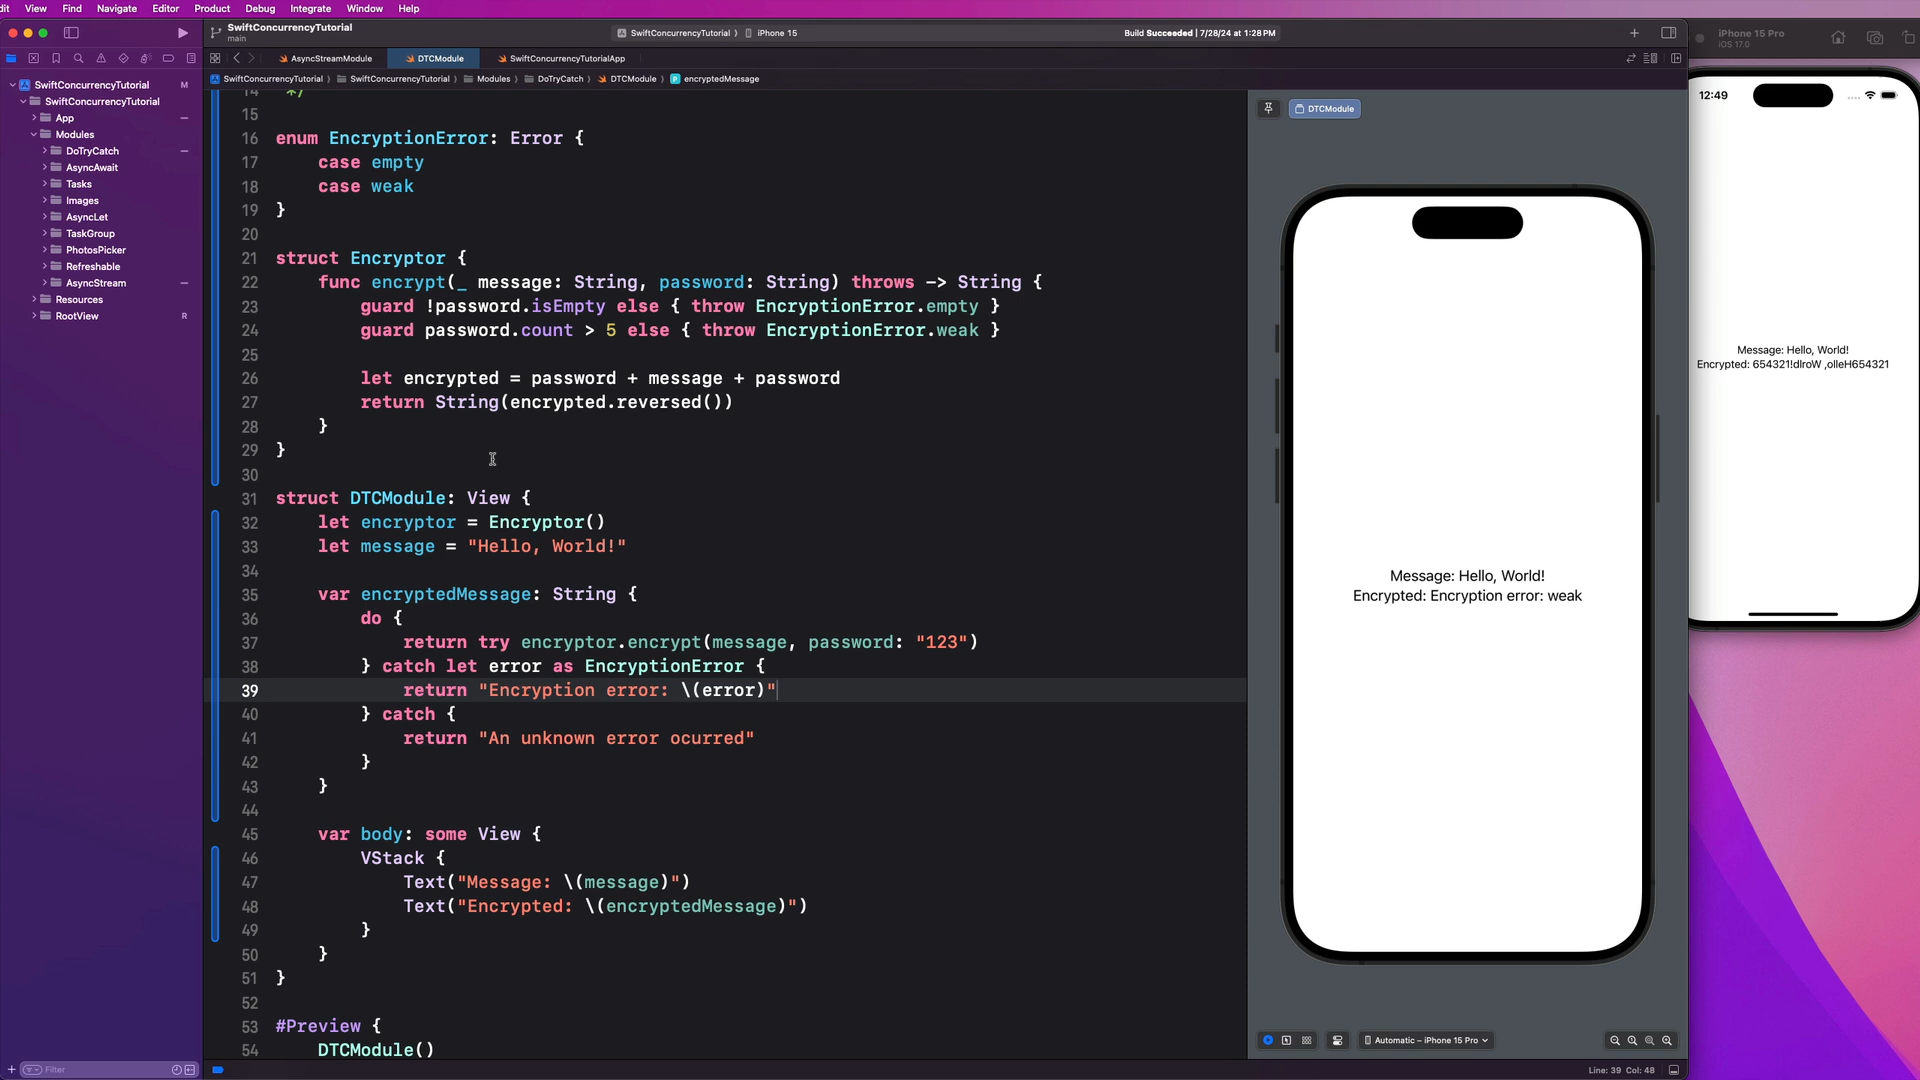 dit View Find Navigate Editor Product Debug Integrate Window Help
SwiftConcurrencyTutorial
main
SwiftConcurrencyTutorial 〉 iPhone 15
Build Succeeded | 7/28/24 at 1:28 PM
iPhone 15 Pro
iOS 17.0
AsyncStreamModule
DTCModule
SwiftConcurrencyTutorialApp
SwiftConcurrencyTutorial 〉 SwiftConcurrencyTutorial 〉 Modules 〉 DoTryCatch 〉 DTCModule 〉 encryptedMessage
SwiftConcurrencyTutorial M
SwiftConcurrencyTutorial
App
Modules
DoTryCatch
AsyncAwait
Tasks
Images
AsyncLet
TaskGroup
PhotosPicker
Refreshable
AsyncStream
Resources
RootView R
Filter
14 */
15
16 enum EncryptionError: Error {
17 case empty
18 case weak
19 }
20
21 struct Encryptor {
22 func encrypt(_ message: String, password: String) throws -> String {
23 guard !password.isEmpty else { throw EncryptionError.empty }
24 guard password.count > 5 else { throw EncryptionError.weak }
25
26 let encrypted = password + message + password
27 return String(encrypted.reversed())
28 }
29 }
30
31 struct DTCModule: View {
32 let encryptor = Encryptor()
33 let message = "Hello, World!"
34
35 var encryptedMessage: String {
36 do {
37 return try encryptor.encrypt(message, password: "123")
38 } catch let error as EncryptionError {
39 return "Encryption error: \(error)"
40 } catch {
41 return "An unknown error ocurred"
42 }
43 }
44
45 var body: some View {
46 VStack {
47 Text("Message: \(message)")
48 Text("Encrypted: \(encryptedMessage)")
49 }
50 }
51 }
52
53 #Preview {
54 DTCModule()
DTCModule
Message: Hello, World!
Encrypted: Encryption error: weak
Automatic – iPhone 15 Pro
Line: 39 Col: 48
12:49
Message: Hello, World!
Encrypted: 654321!dlroW ,olleH654321